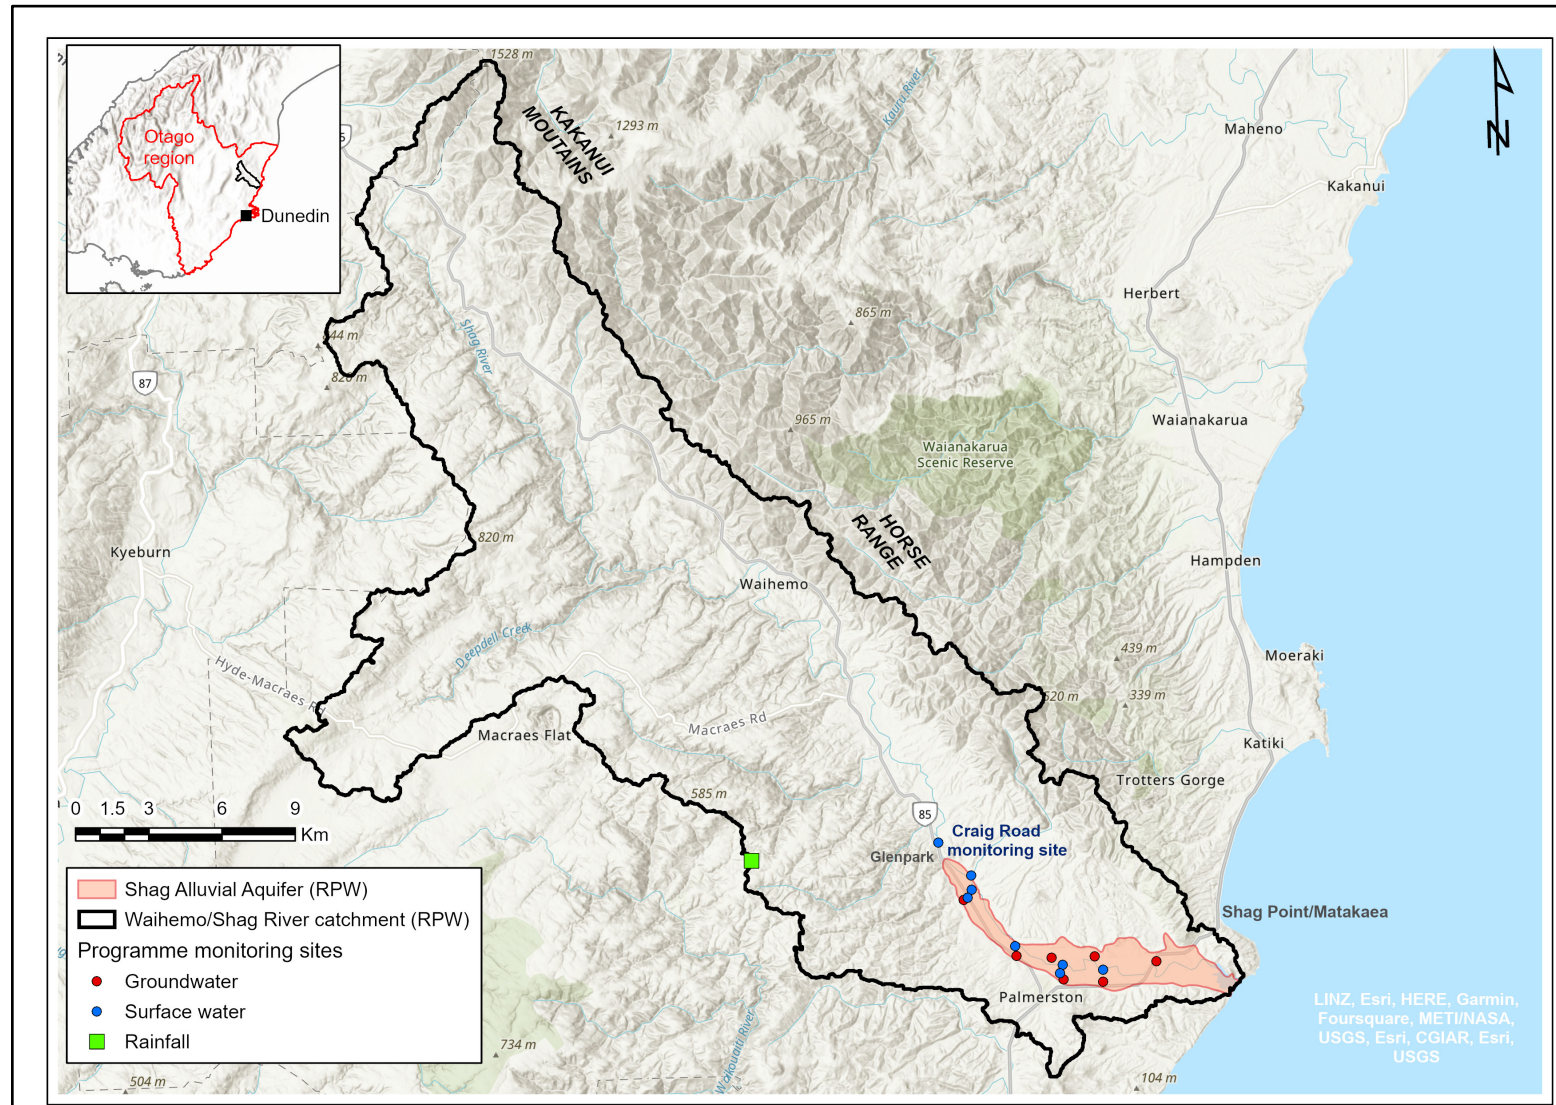 1528 m
KAKANUI
MOUTAINS
1293 m
Kauru River
Maheno
N
Otago
region
5
Kakanui
Dunedin
Herbert
865 m
Shag River
44 m
820 m
87
965 m
Waianakarua
Waianakarua
Scenic Reserve
HORSE
RANGE
820 m
Kyeburn
Hampden
Waihemo
Deepdell Creek
439 m
Moeraki
Hyde-Macraes Rd
520 m
339 m
Macraes Rd
Macraes Flat
Katiki
Trotters Gorge
585 m
0 1.5 3 6 9
Km
85
Craig Road
monitoring site
Glenpark
Shag Alluvial Aquifer (RPW)
Waihemo/Shag River catchment (RPW)
Programme monitoring sites
Groundwater
Surface water
Rainfall
Shag Point/Matakaea
Palmerston
LINZ, Esri, HERE, Garmin,
Foursquare, METI/NASA,
USGS, Esri, CGIAR, Esri,
USGS
Waikouaiti River
734 m
504 m
104 m